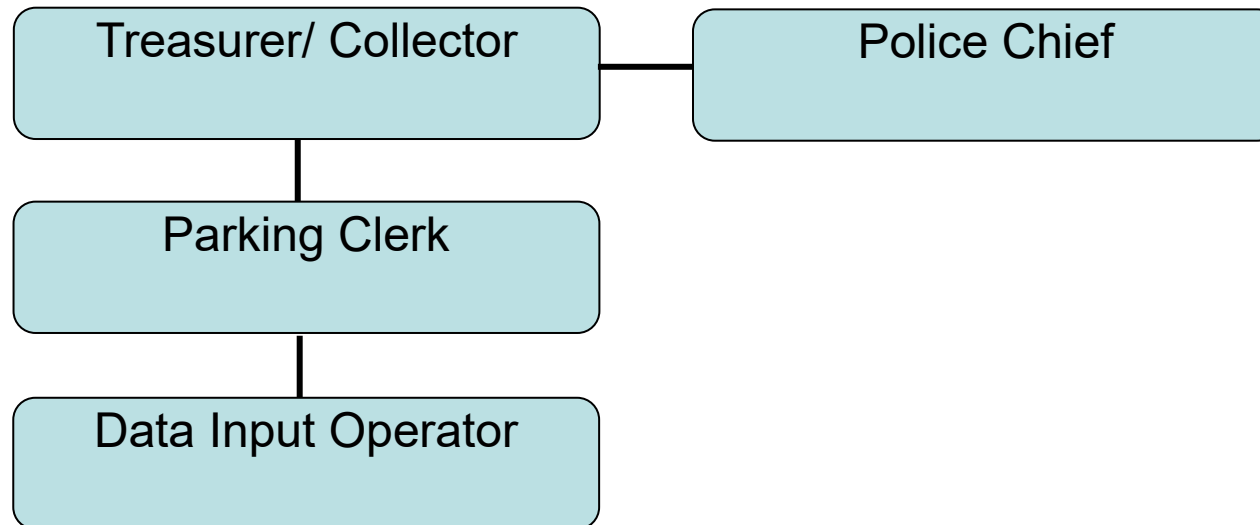 Treasurer/ Collector
Police Chief
Parking Clerk
Data Input Operator